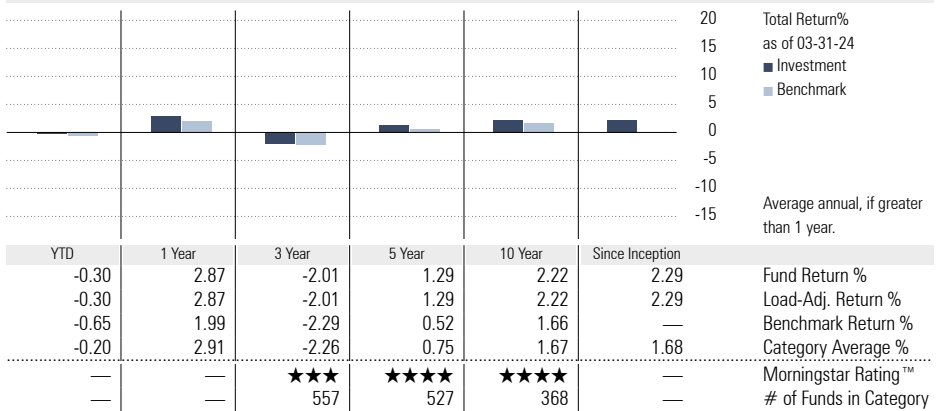 20
15
10
5
0
-5
-10
-15
Total Return%
as of 03-31-24
■ Investment
■ Benchmark
Average annual, if greater
than 1 year.
YTD 1 Year 3 Year 5 Year 10 Year Since Inception
-0.30 2.87 -2.01 1.29 2.22 2.29 Fund Return %
-0.30 2.87 -2.01 1.29 2.22 2.29 Load-Adj. Return %
-0.65 1.99 -2.29 0.52 1.66 — Benchmark Return %
-0.20 2.91 -2.26 0.75 1.67 1.68 Category Average %
— — ★★★ ★★★★ ★★★★ — Morningstar Rating™
— — 557 527 368 — # of Funds in Category